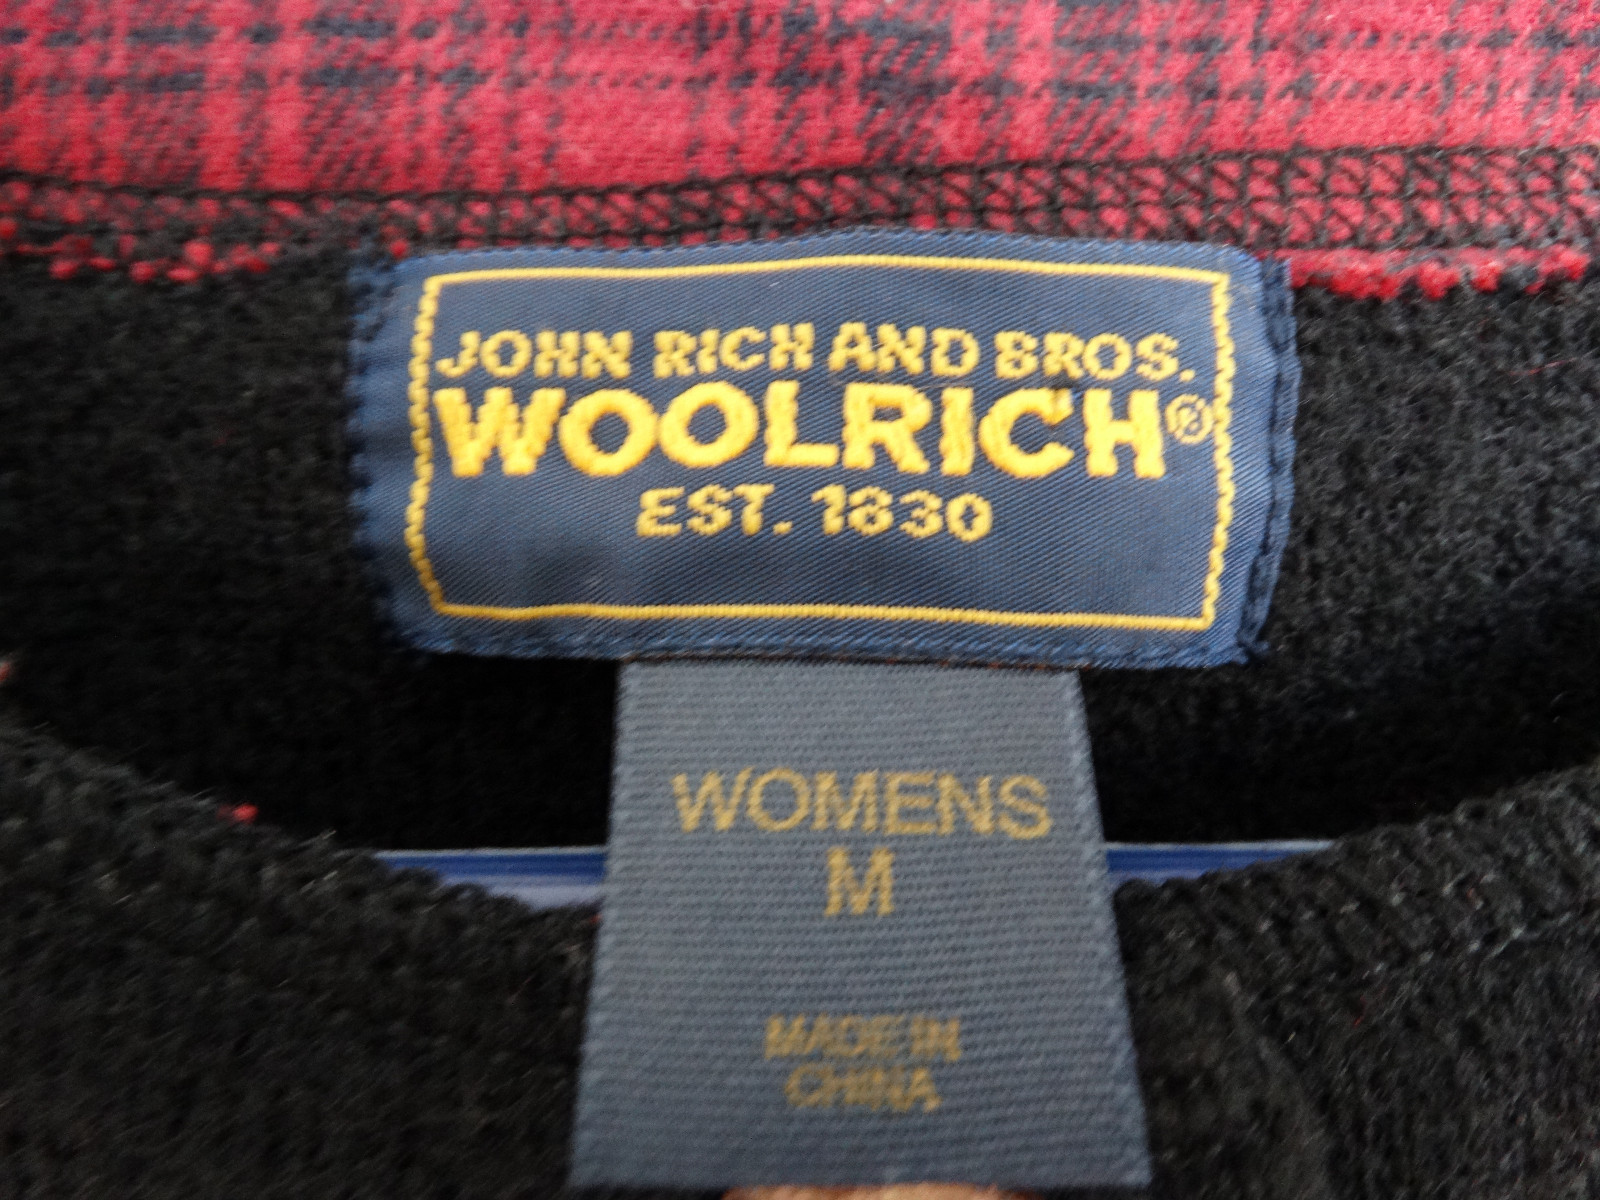 JOHN RICH AND BROS.
WOOLRICH®
EST. 1830
WOMENS
M
MADE IN
CHINA